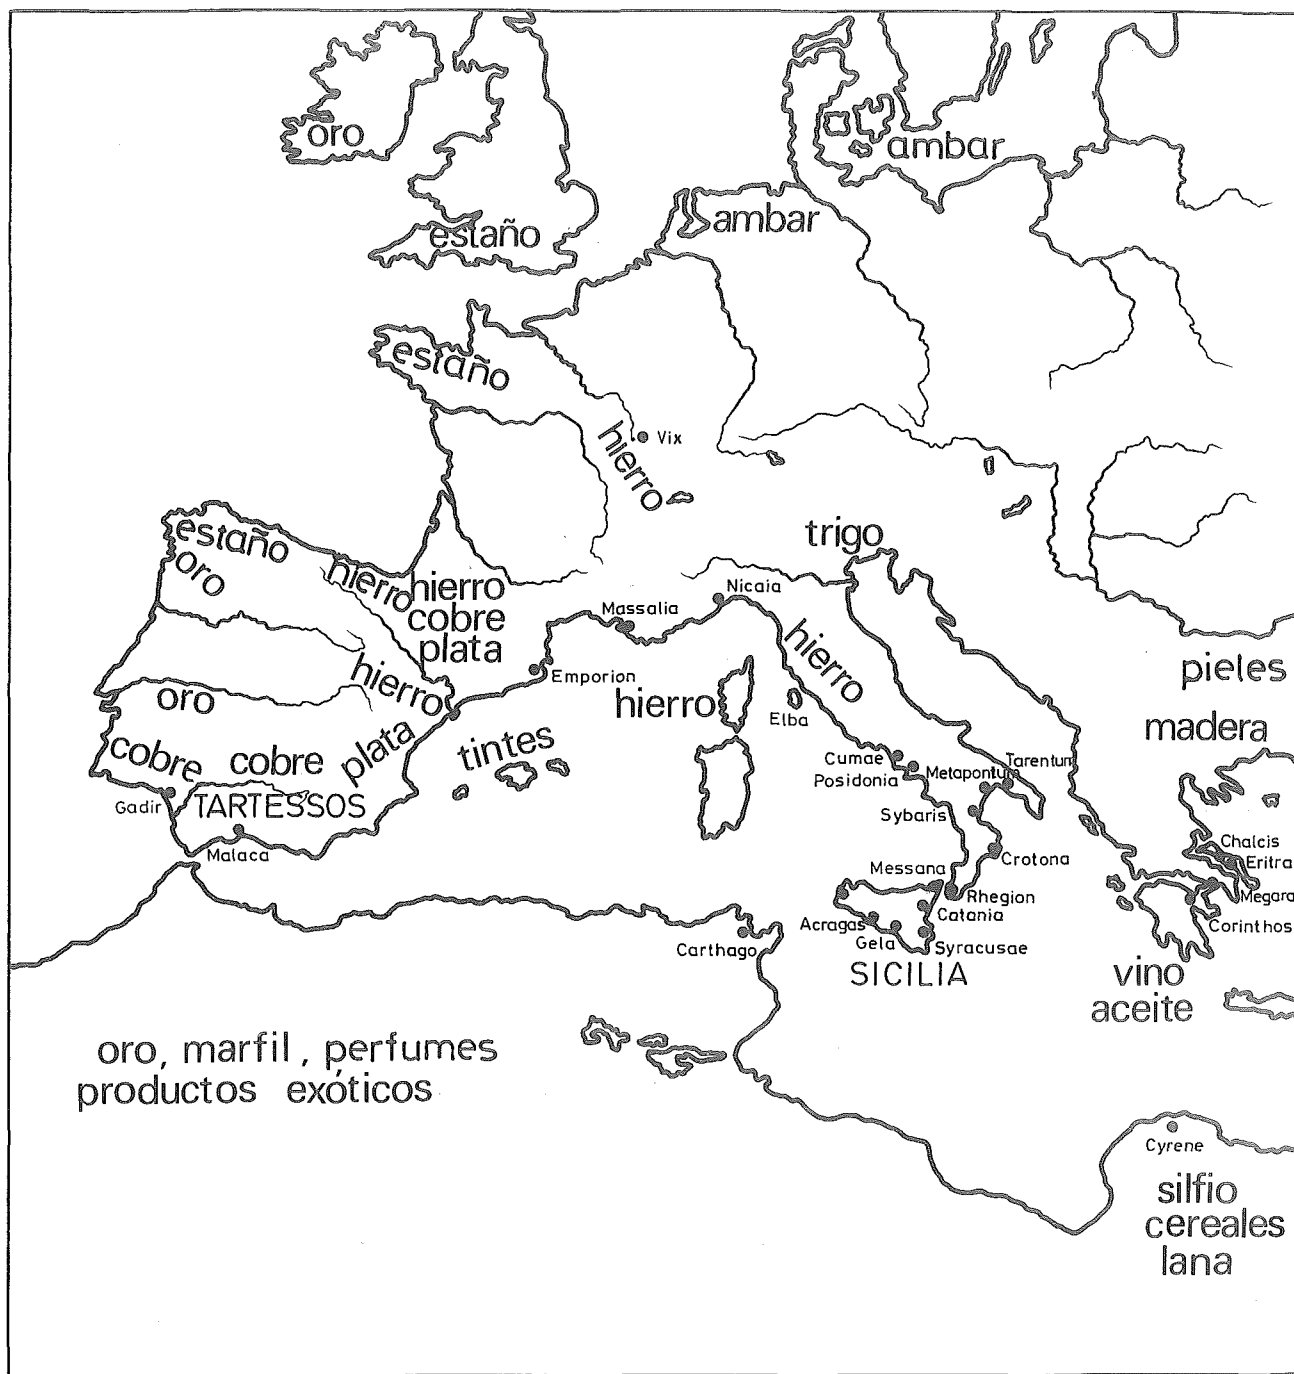 oro
ambar
ambar
estaño
estaño
hierro
Vix
estaño
oro
hierro
hierro
cobre
plata
trigo
Nicaia
Massalia
Emporion
hierro
hierro
Elba
hierro
oro
cobre
cobre
plata
tintes
pieles
madera
Gadir
TARTESSOS
Malaca
Cumae
Posidonia
Metapontum
Tarentum
Sybaris
Crotona
Messana
Rhegion
Catania
Acragas
Gela
Syracusae
SICILIA
Carthago
Chalcis
Eritra
Megara
Corinthos
vino
aceite
oro, marfil, perfumes
productos exóticos
Cyrene
silfio
cereales
lana